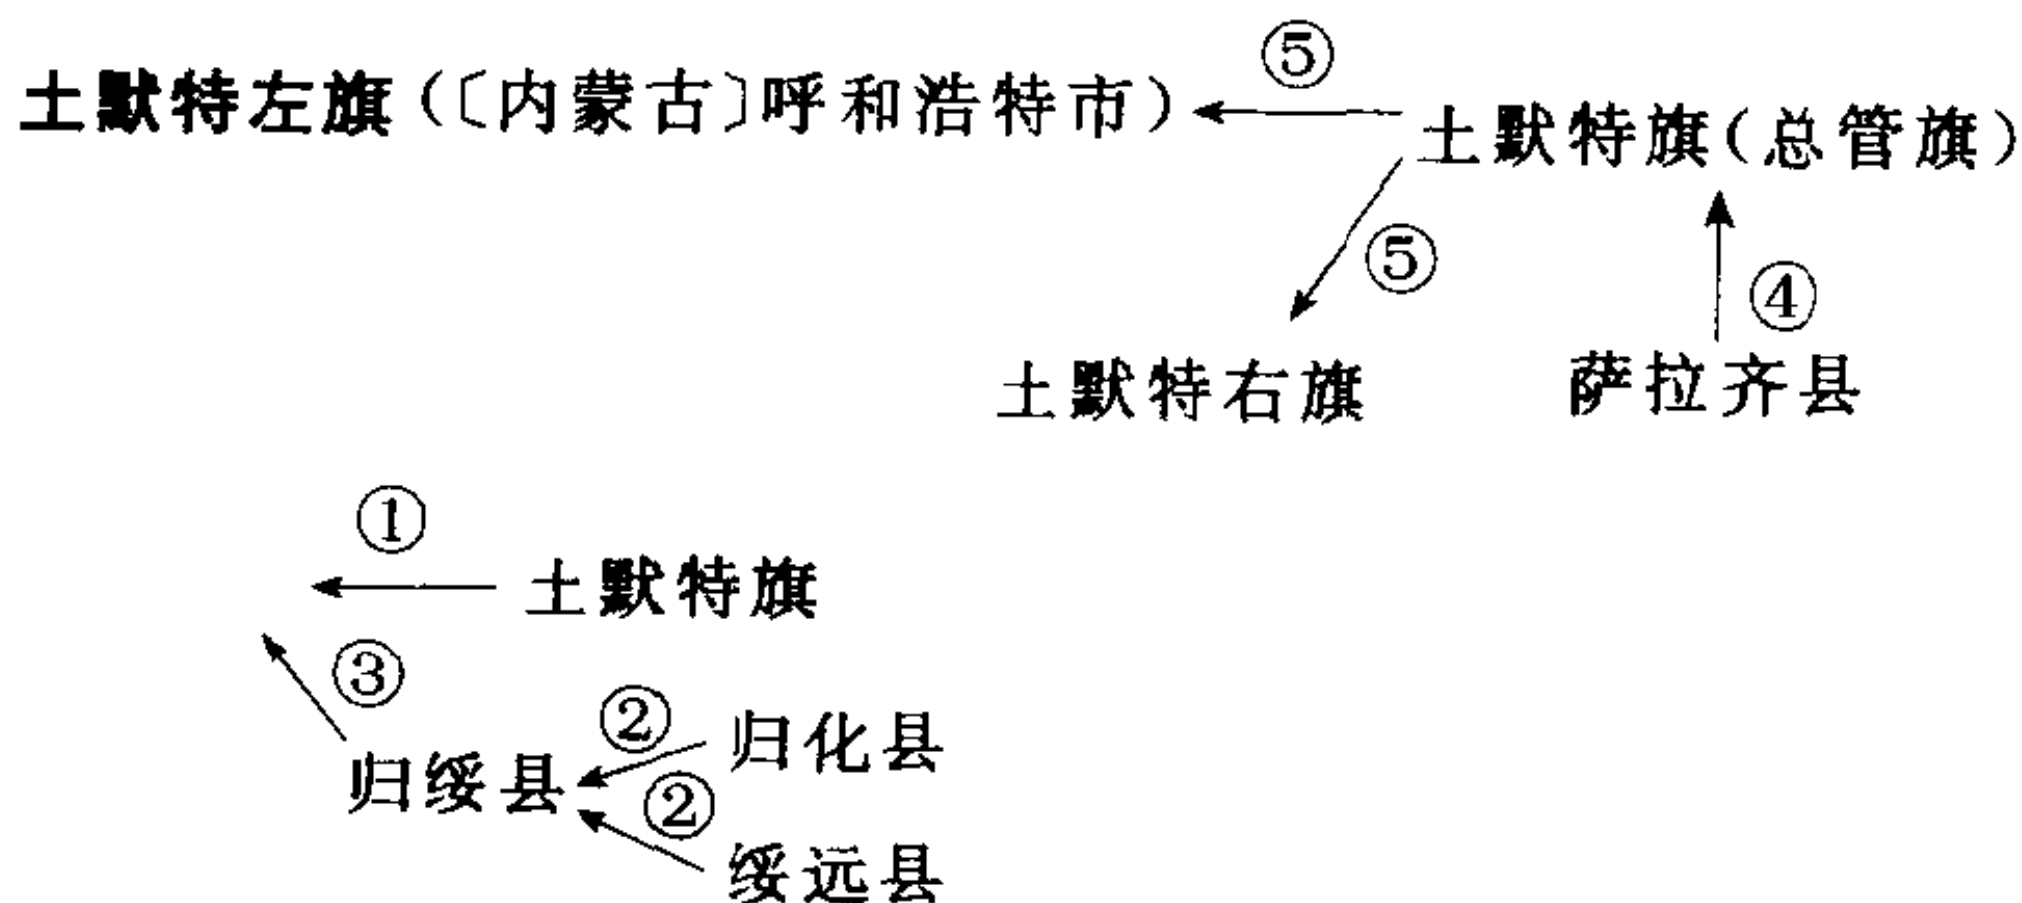 ⑤
土默特左旗(〔内蒙古〕呼和浩特市)
土默特旗(总管旗)
⑤
④
土默特右旗
萨拉齐县
①
土默特旗
③
②
归化县
归绥县
②
绥远县